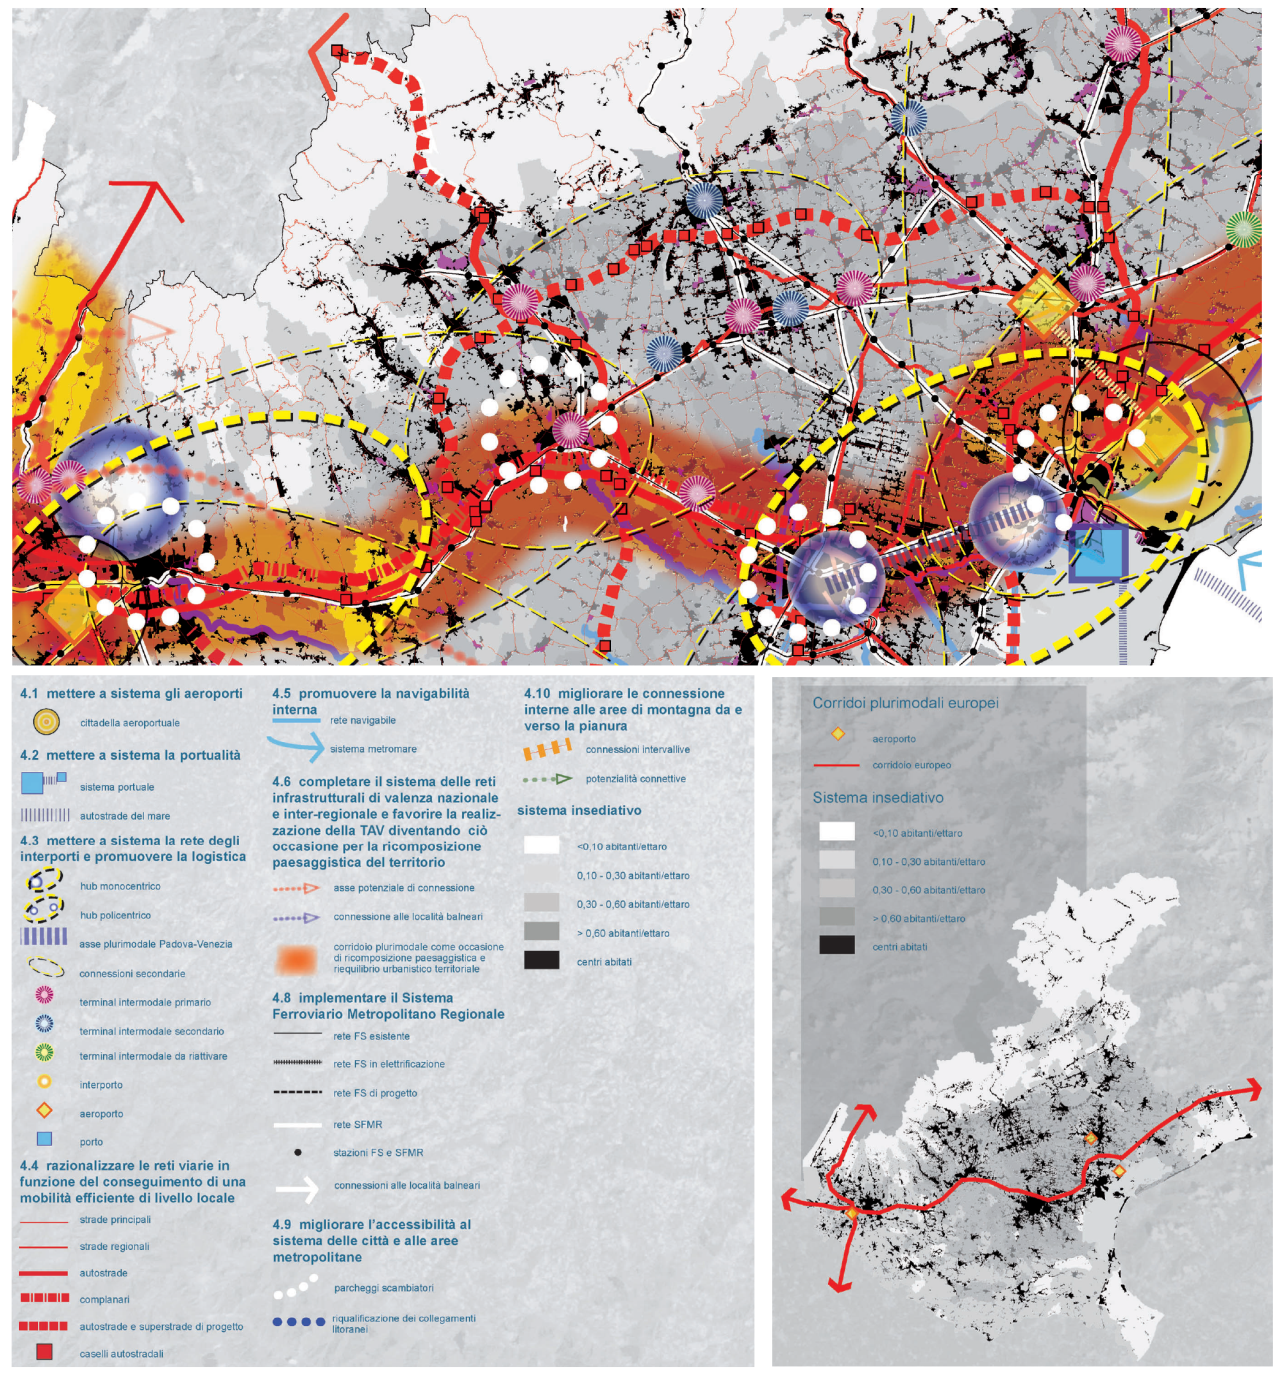 4.1 mettere a sistema gli aeroporti
cittadella aeroportuale
4.2 mettere a sistema la portualità
sistema portuale
autostrade del mare
4.3 mettere a sistema la rete degli
interporti e promuovere la logistica
hub monocentrico
hub policentrico
asse plurimodale Padova-Venezia
connessioni secondarie
terminal intermodale primario
terminal intermodale secondario
terminal intermodale da riattivare
interporto
aeroporto
porto
4.4 razionalizzare le reti viarie in
funzione del conseguimento di una
mobilità efficiente di livello locale
strade principali
strade regionali
autostrade
complanari
autostrade e superstrade di progetto
caselli autostradali
4.5 promuovere la navigabilità
interna
rete navigabile
sistema metromare
4.6 completare il sistema delle reti
infrastrutturali di valenza nazionale
e inter-regionale e favorire la realiz-
zazione della TAV diventando ciò
occasione per la ricomposizione
paesaggistica del territorio
asse potenziale di connessione
connessione alle località balneari
corridoio plurimodale come occasione
di ricomposizione paesaggistica e
riequilibrio urbanistico territoriale
4.8 implementare il Sistema
Ferroviario Metropolitano Regionale
rete FS esistente
rete FS in elettrificazione
rete FS di progetto
rete SFMR
stazioni FS e SFMR
connessioni alle località balneari
4.9 migliorare l'accessibilità al
sistema delle città e alle aree
metropolitane
parcheggi scambiatori
riqualificazione dei collegamenti
litoranei
4.10 migliorare le connessione
interne alle aree di montagna da e
verso la pianura
connessioni intervallive
potenzialità connettive
sistema insediativo
<0,10 abitanti/ettaro
0,10 - 0,30 abitanti/ettaro
0,30 - 0,60 abitanti/ettaro
> 0,60 abitanti/ettaro
centri abitati
Corridoi plurimodali europei
aeroporto
corridoio europeo
Sistema insediativo
<0,10 abitanti/ettaro
0,10 - 0,30 abitanti/ettaro
0,30 - 0,60 abitanti/ettaro
> 0,60 abitanti/ettaro
centri abitati